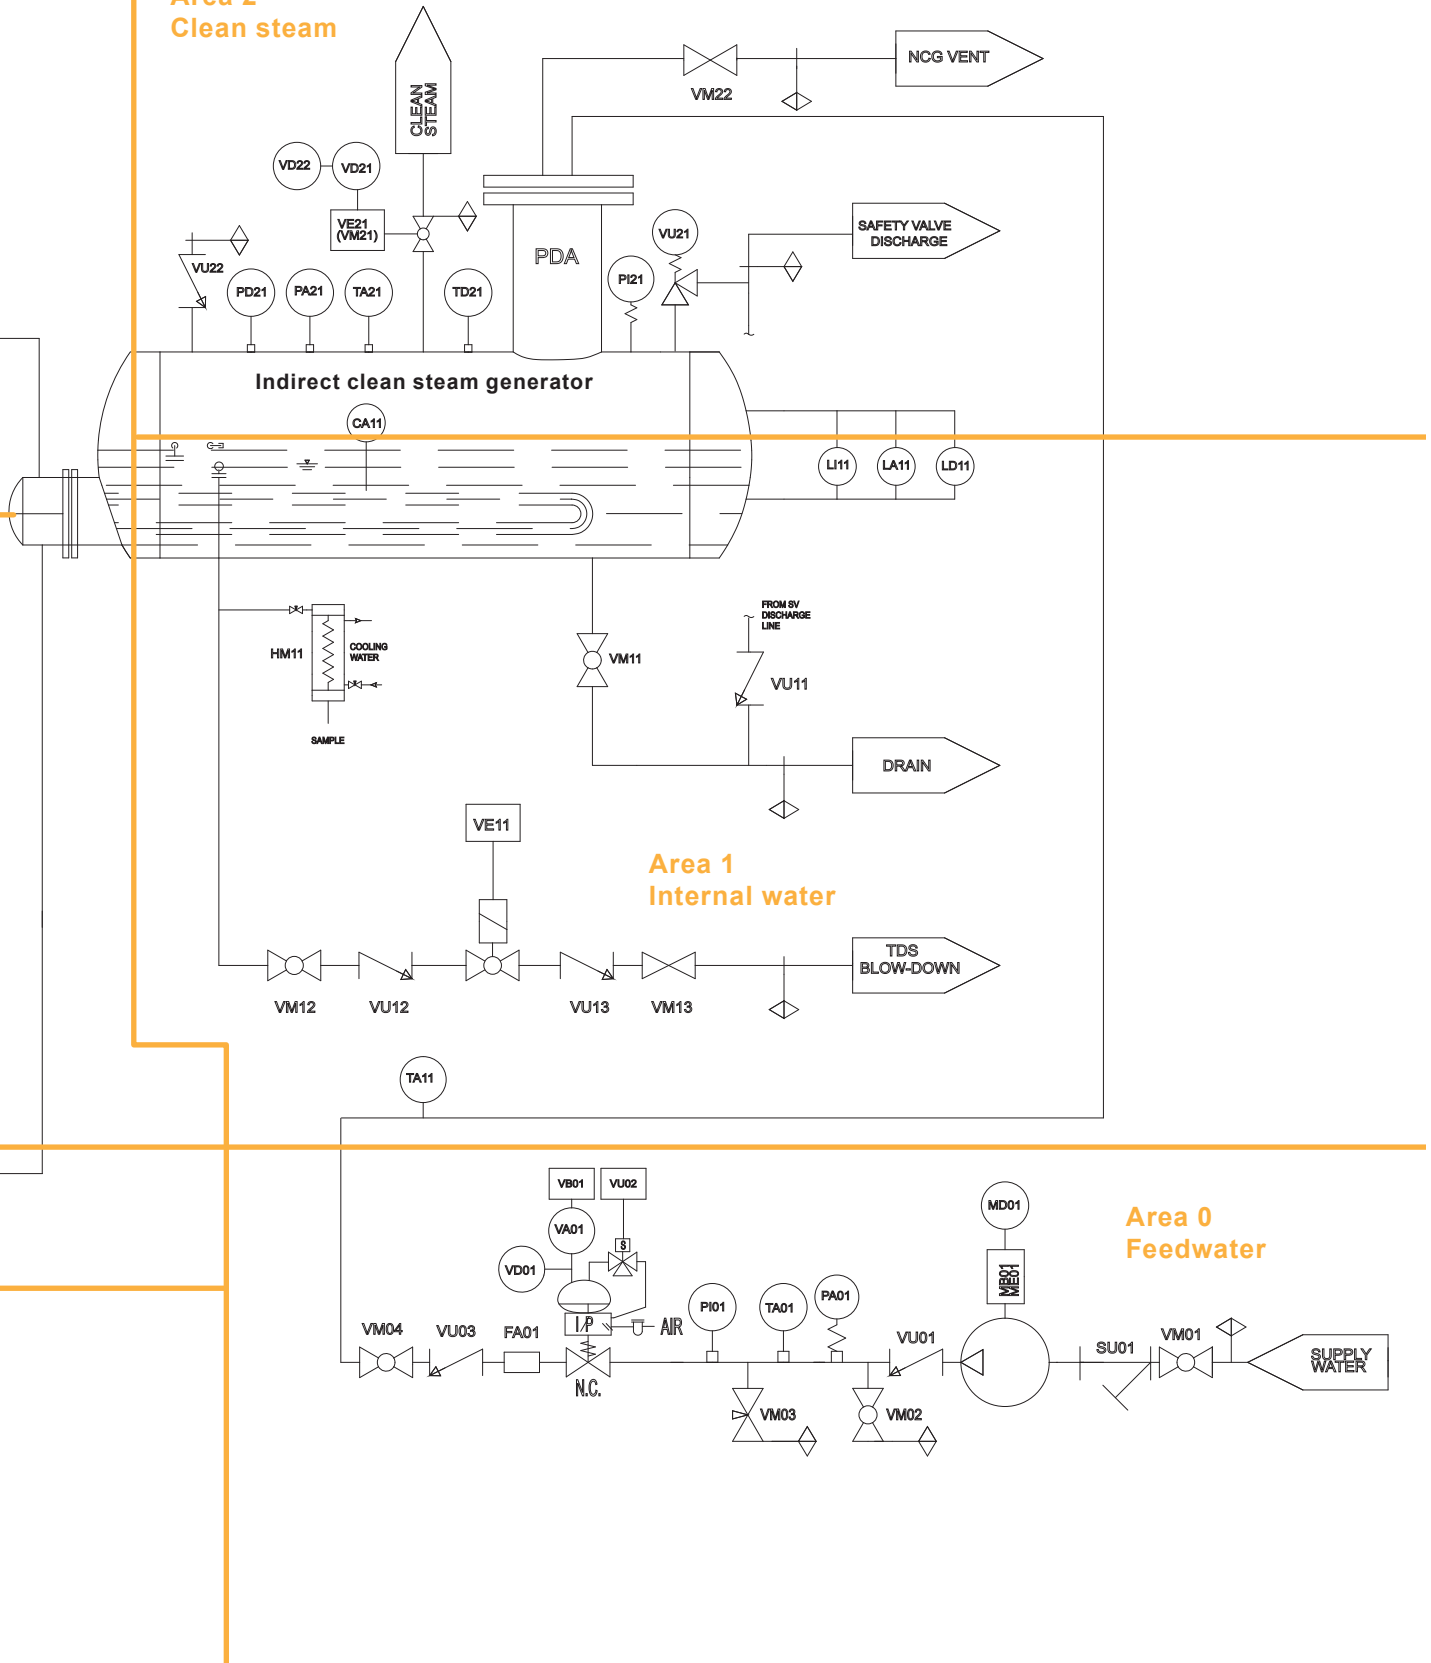 Area 2
Clean steam
NCG VENT
VM22
CLEAN
STEAM
VD22
VD21
VE21
(VM21)
VU22
PD21
PA21
TA21
TD21
PDA
PI21
VU21
SAFETY VALVE
DISCHARGE
Indirect clean steam generator
CA11
LI11
LA11
LD11
HM11
COOLING
WATER
SAMPLE
VM11
FROM SV
DISCHARGE
LINE
VU11
DRAIN
VE11
Area 1
Internal water
VM12
VU12
VU13
VM13
TDS
BLOW-DOWN
TA11
VB01
VU02
VA01
VD01
S
I/P
AIR
N.C.
VM04
VU03
FA01
PI01
TA01
PA01
VM03
VM02
VU01
MD01
MB01
ME01
SU01
VM01
SUPPLY
WATER
Area 0
Feedwater